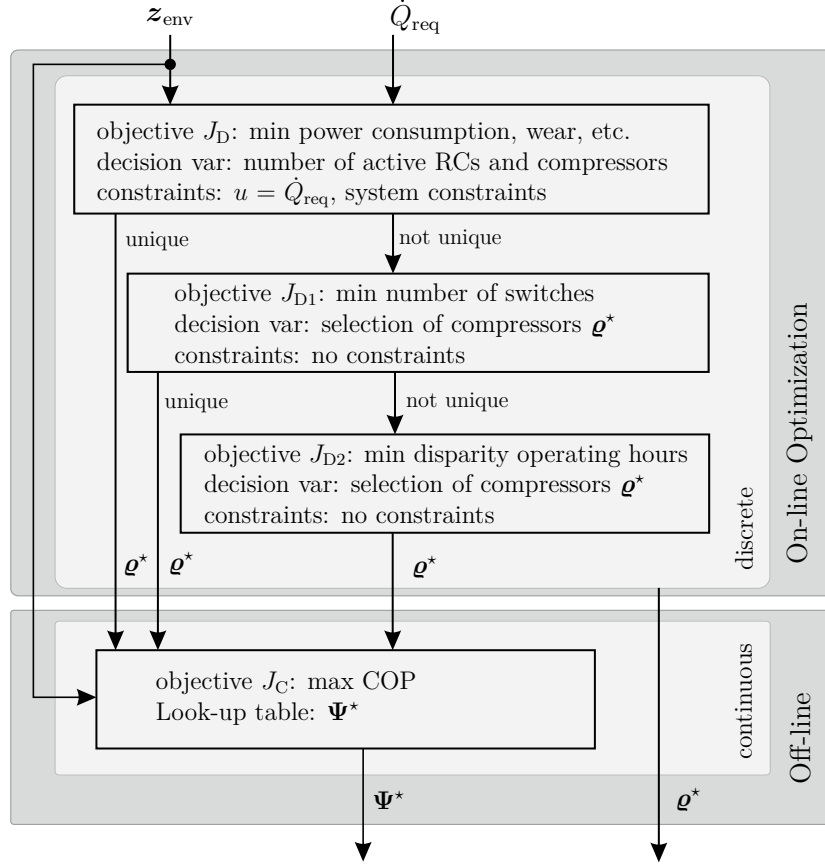 z_env
Q̇_req
objective J_D: min power consumption, wear, etc.
decision var: number of active RCs and compressors
constraints: u = Q̇_req, system constraints
unique
not unique
objective J_D1: min number of switches
decision var: selection of compressors ϱ*
constraints: no constraints
unique
not unique
objective J_D2: min disparity operating hours
decision var: selection of compressors ϱ*
constraints: no constraints
discrete
On-line Optimization
ϱ*
ϱ*
ϱ*
objective J_C: max COP
Look-up table: Ψ*
continuous
Off-line
Ψ*
ϱ*